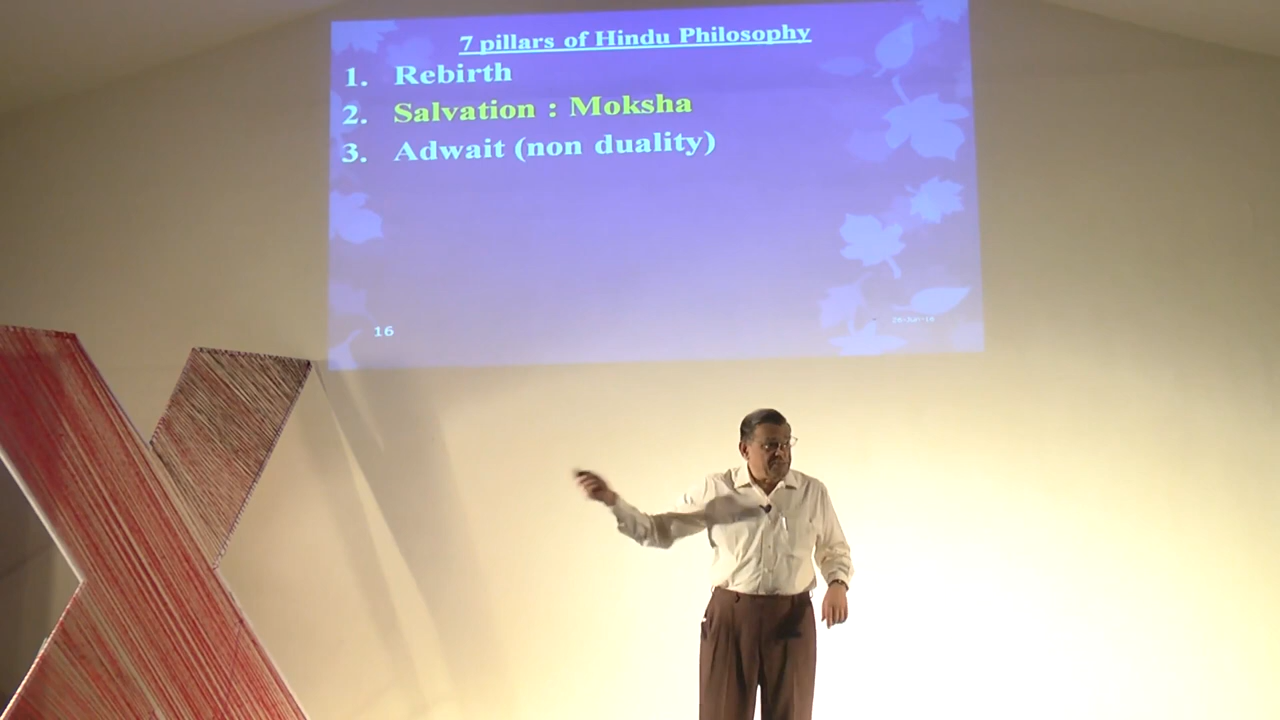 7 pillars of Hindu Philosophy
1. Rebirth
2. Salvation : Moksha
3. Adwait (non duality)
16